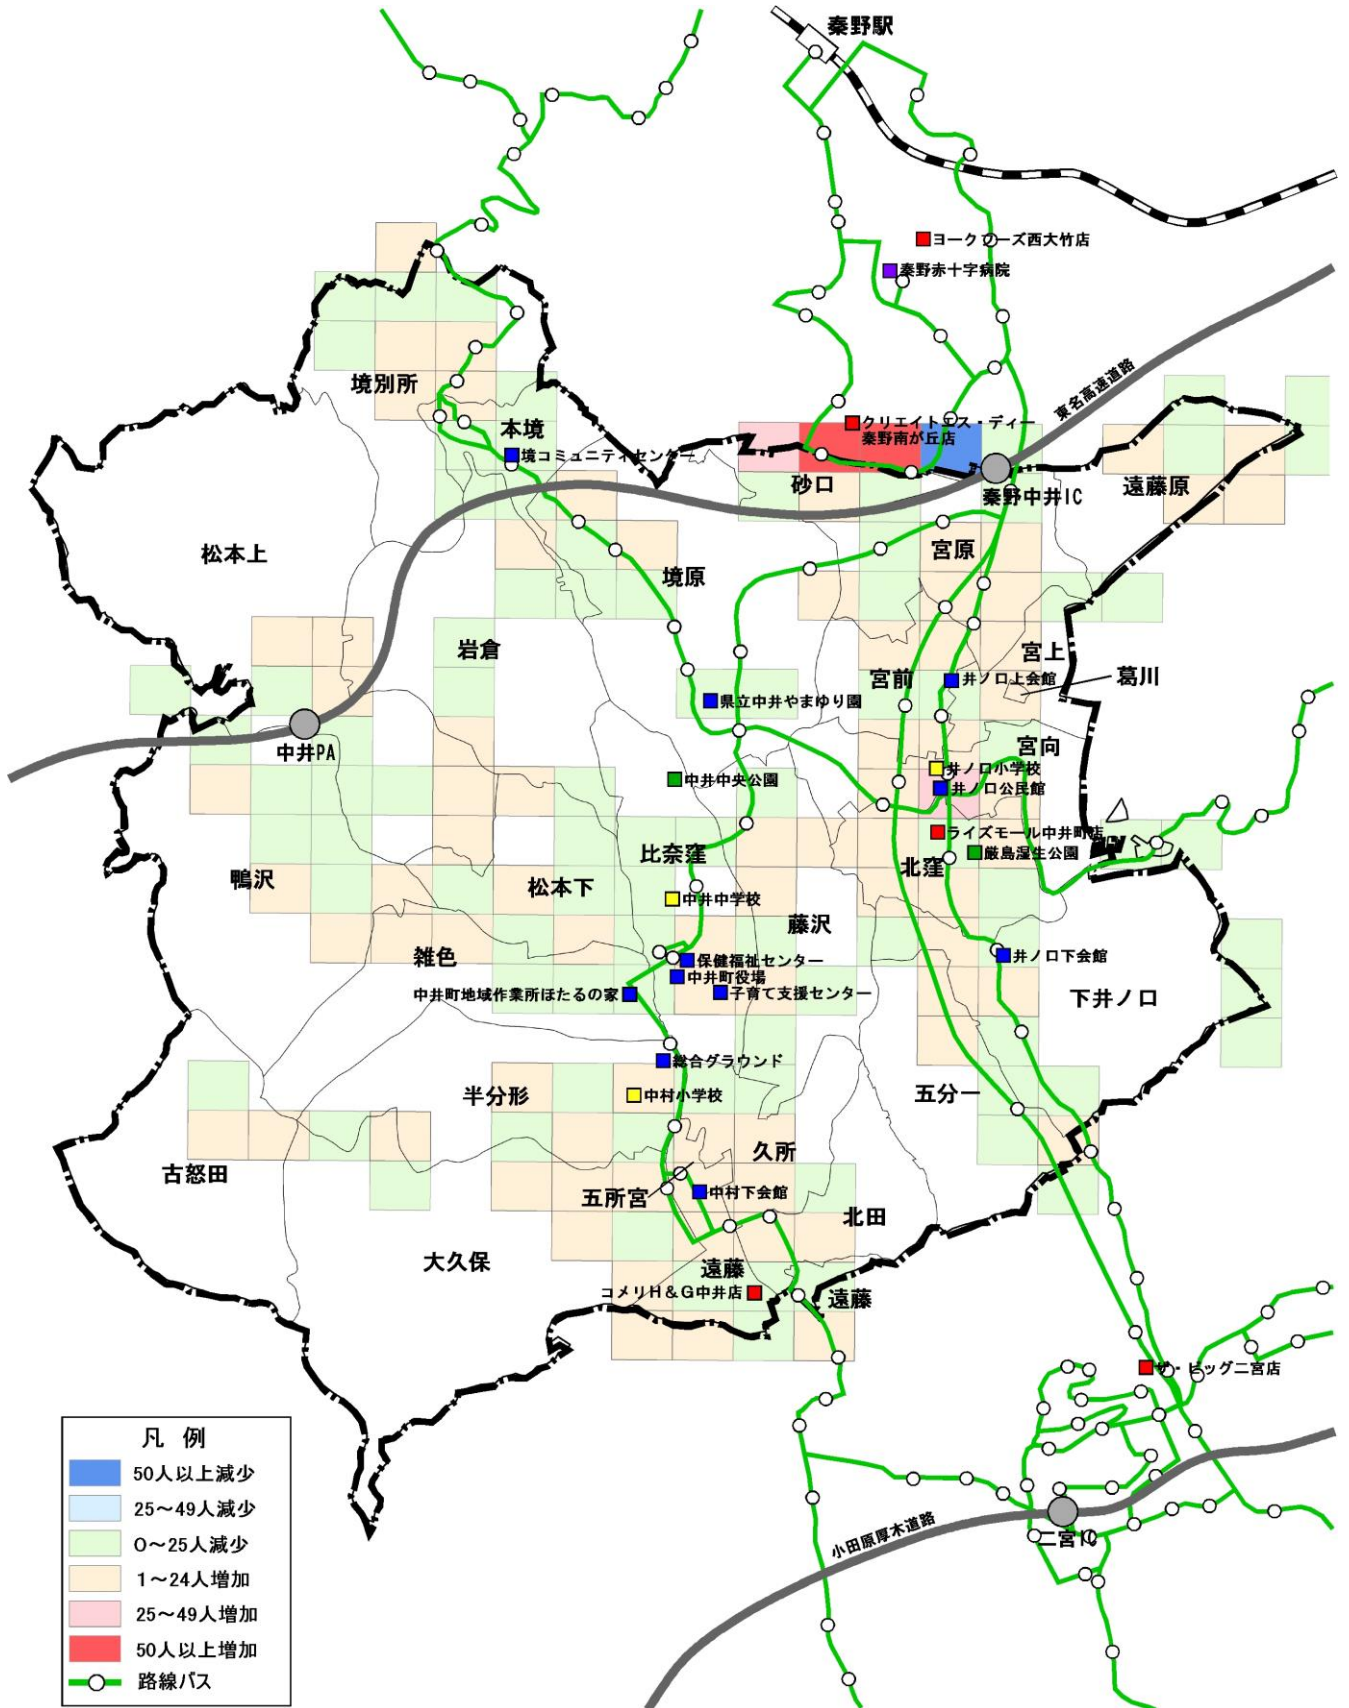 秦野駅
ヨークフーズ西大竹店
秦野赤十字病院
東名高速道路
境別所
本境
クリエイトエス・ディー
秦野南が丘店
境コミュニティセンター
砂口
秦野中井IC
遠藤原
松本上
宮原
境原
岩倉
宮上
葛川
宮前
井ノ口上会館
県立中井やまゆり園
中井PA
宮向
井ノ口小学校
中井中央公園
井ノ口公民館
ライズモール中井町店
厳島湿生公園
比奈窪
北窪
鴨沢
松本下
中井中学校
藤沢
雑色
保健福祉センター
井ノ口下会館
中井町役場
中井町地域作業所ほたるの家
子育て支援センター
下井ノ口
総合グラウンド
半分形
中村小学校
五分一
久所
古怒田
五所宮
中村下会館
北田
大久保
遠藤
コメリH&G中井店
遠藤
ザ・ビッグ二宮店
小田原厚木道路
二宮IC
凡 例
50人以上減少
25~49人減少
0~25人減少
1~24人増加
25~49人増加
50人以上増加
路線バス